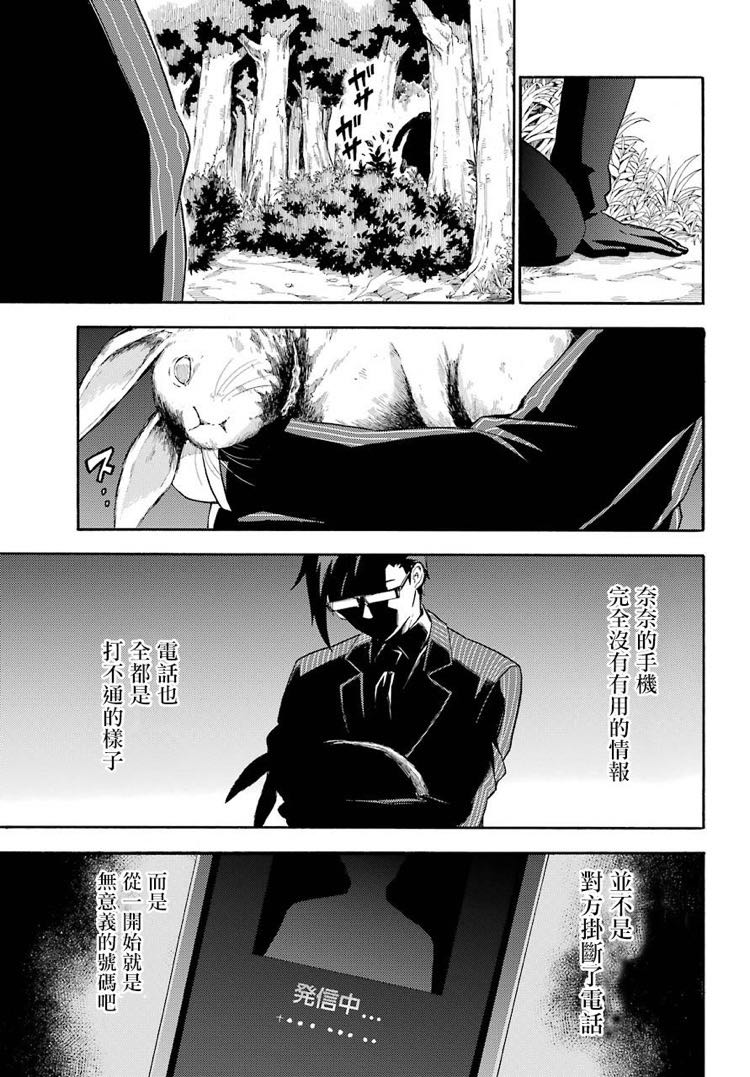 ガサ
ガサ
ス…
奈奈的手機
完全沒有有用的情報
電話也
全都是
打不通的樣子
並不是
對方掛斷了電話
而是
從一開始就是
無意義的號碼吧
発信中…